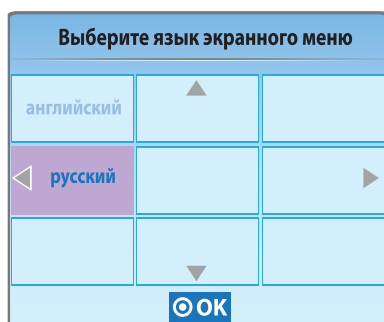 Выберите язык экранного меню
английский
русский
OK